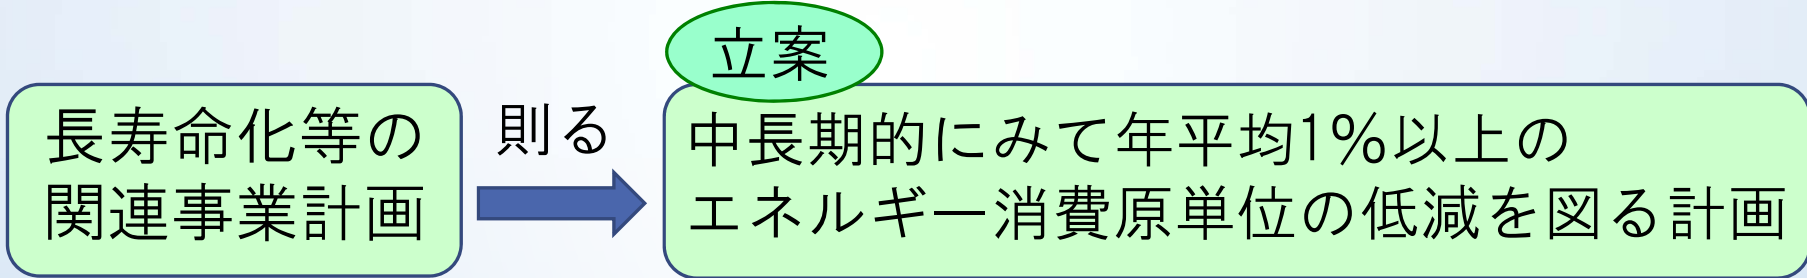 立案
長寿命化等の
関連事業計画
則る
中長期的にみて年平均1%以上の
エネルギー消費原単位の低減を図る計画